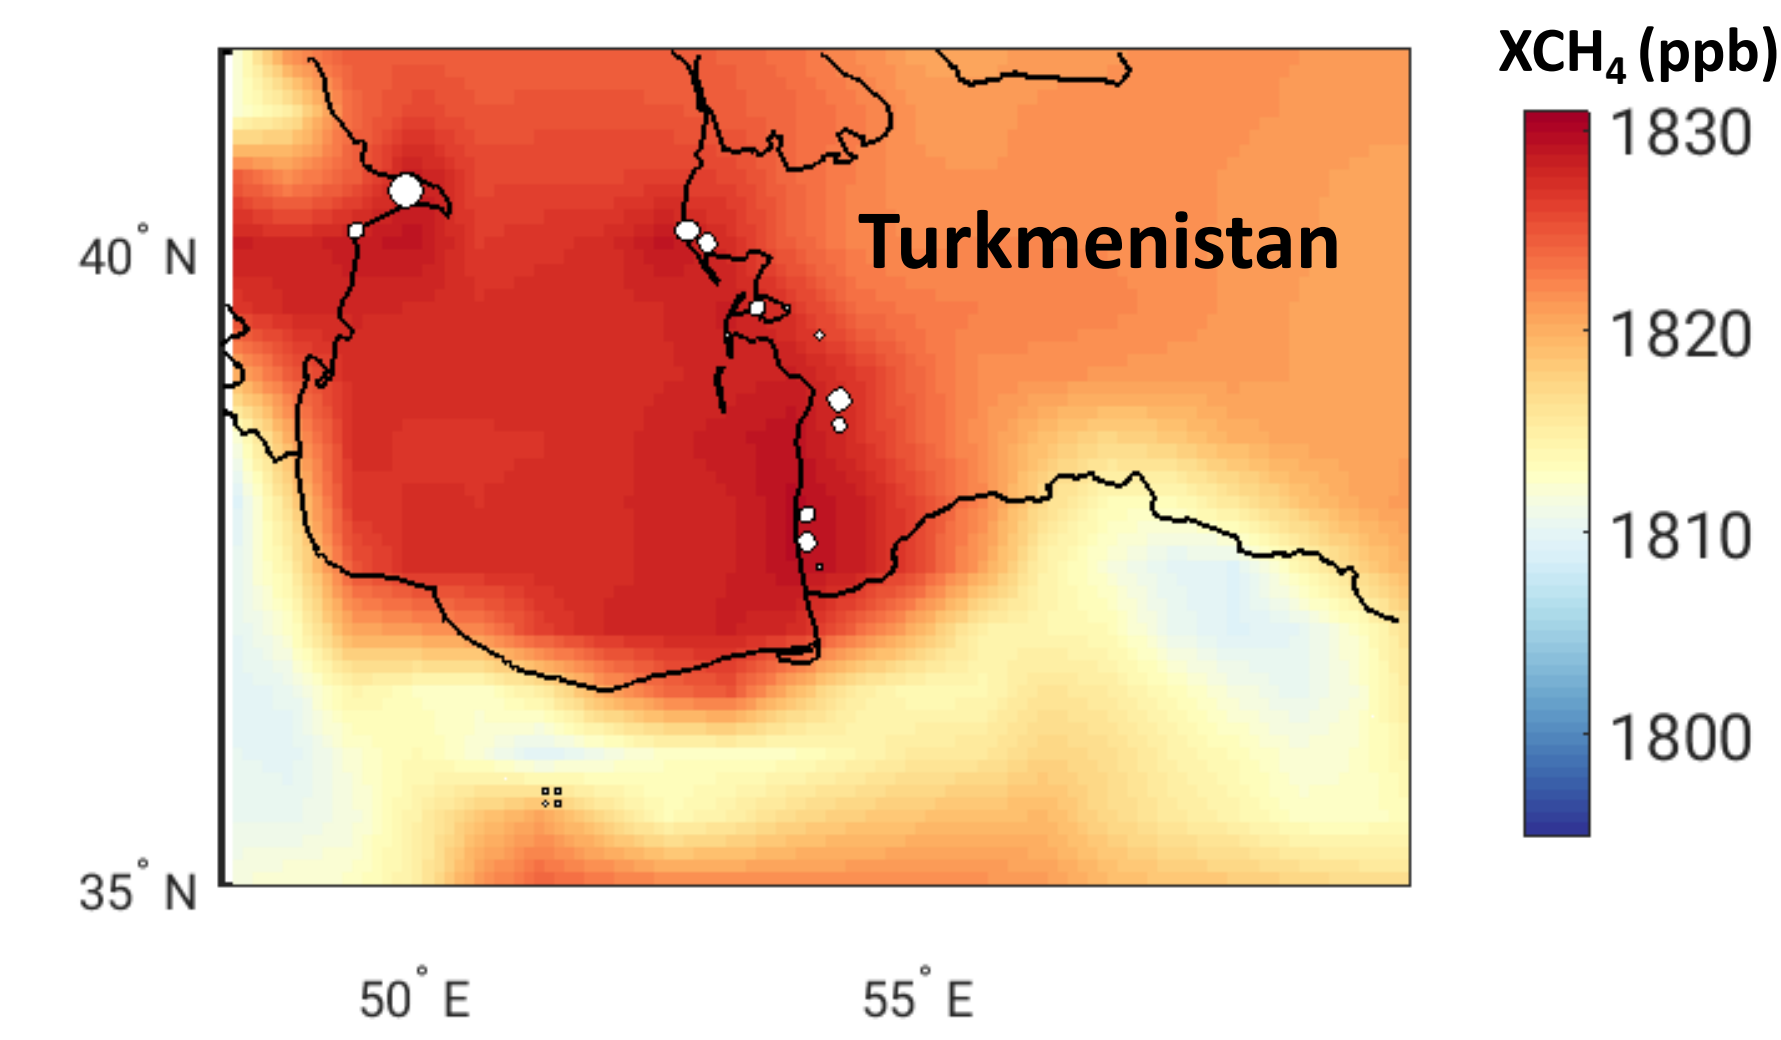 XCH₄ (ppb)
1830
Turkmenistan
40° N
1820
1810
1800
35° N
50° E
55° E